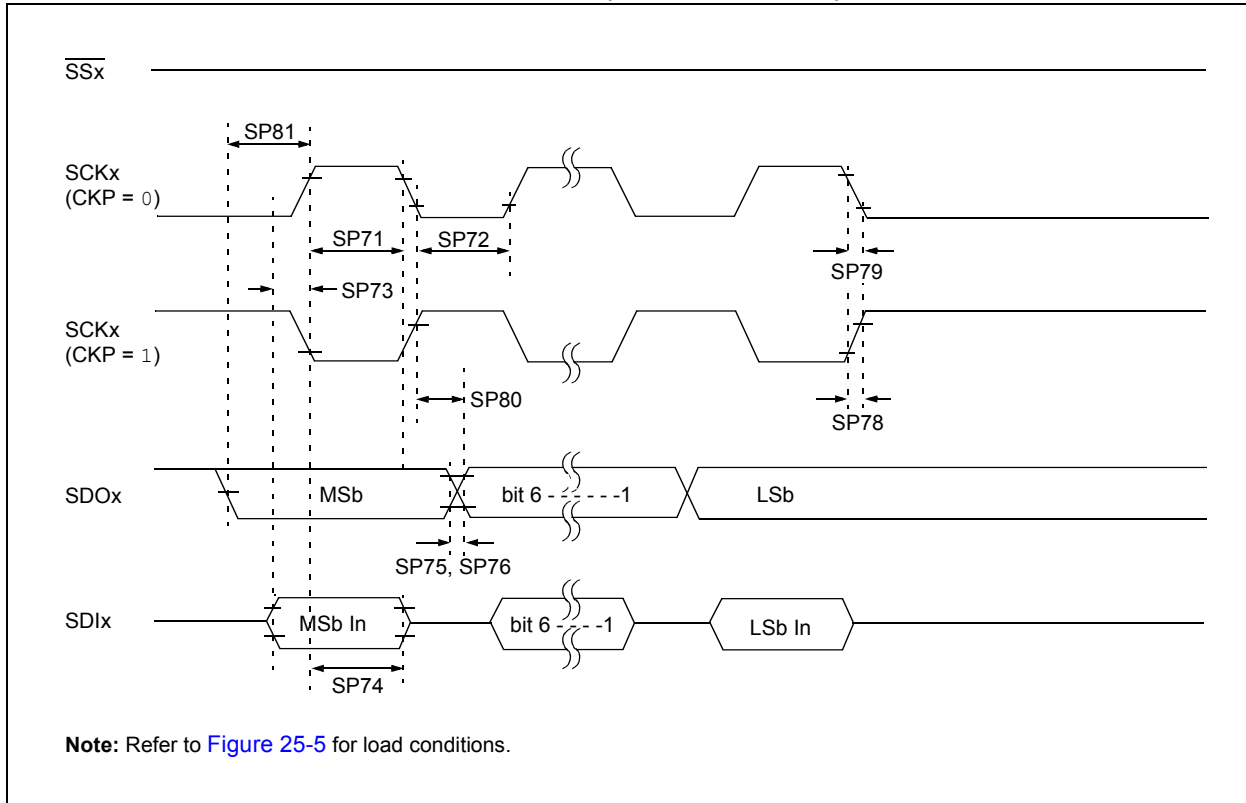 SSx
SP81
SCKx
(CKP = 0)
SP71
SP72
SP79
SP73
SCKx
(CKP = 1)
SP80
SP78
SDOx
MSb
bit 6 - - - - - -1
LSb
SP75, SP76
SDIx
MSb In
bit 6 - - - -1
LSb In
SP74
Note: Refer to Figure 25-5 for load conditions.